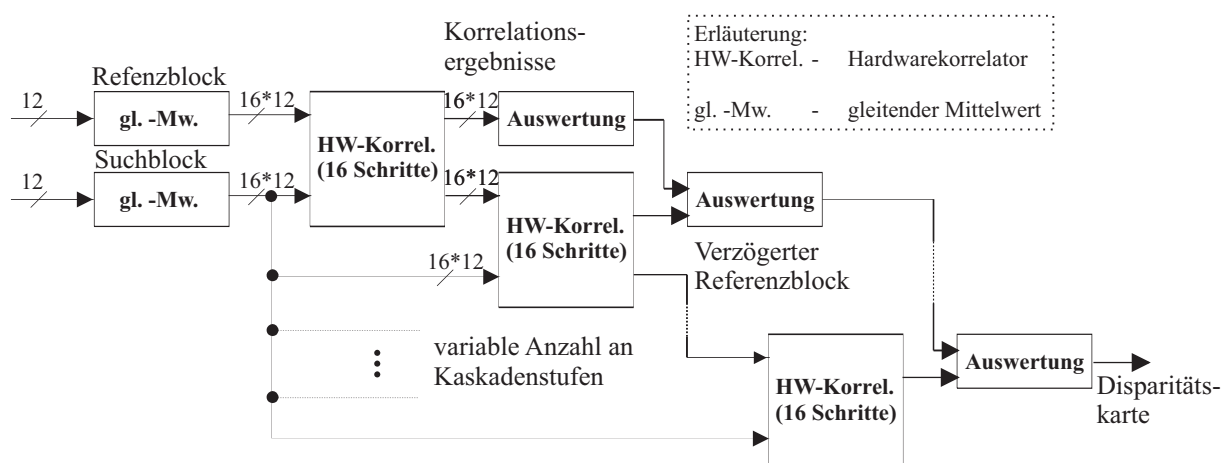 Korrelations-
ergebnisse
Erläuterung:
HW-Korrel. - Hardwarekorrelator
gl. -Mw. - gleitender Mittelwert
Refenzblock
12
gl. -Mw.
16*12
HW-Korrel.
(16 Schritte)
16*12
Auswertung
Suchblock
12
gl. -Mw.
16*12
16*12
HW-Korrel.
(16 Schritte)
Auswertung
16*12
Verzögerter
Referenzblock
variable Anzahl an
Kaskadenstufen
HW-Korrel.
(16 Schritte)
Auswertung
Disparitäts-
karte